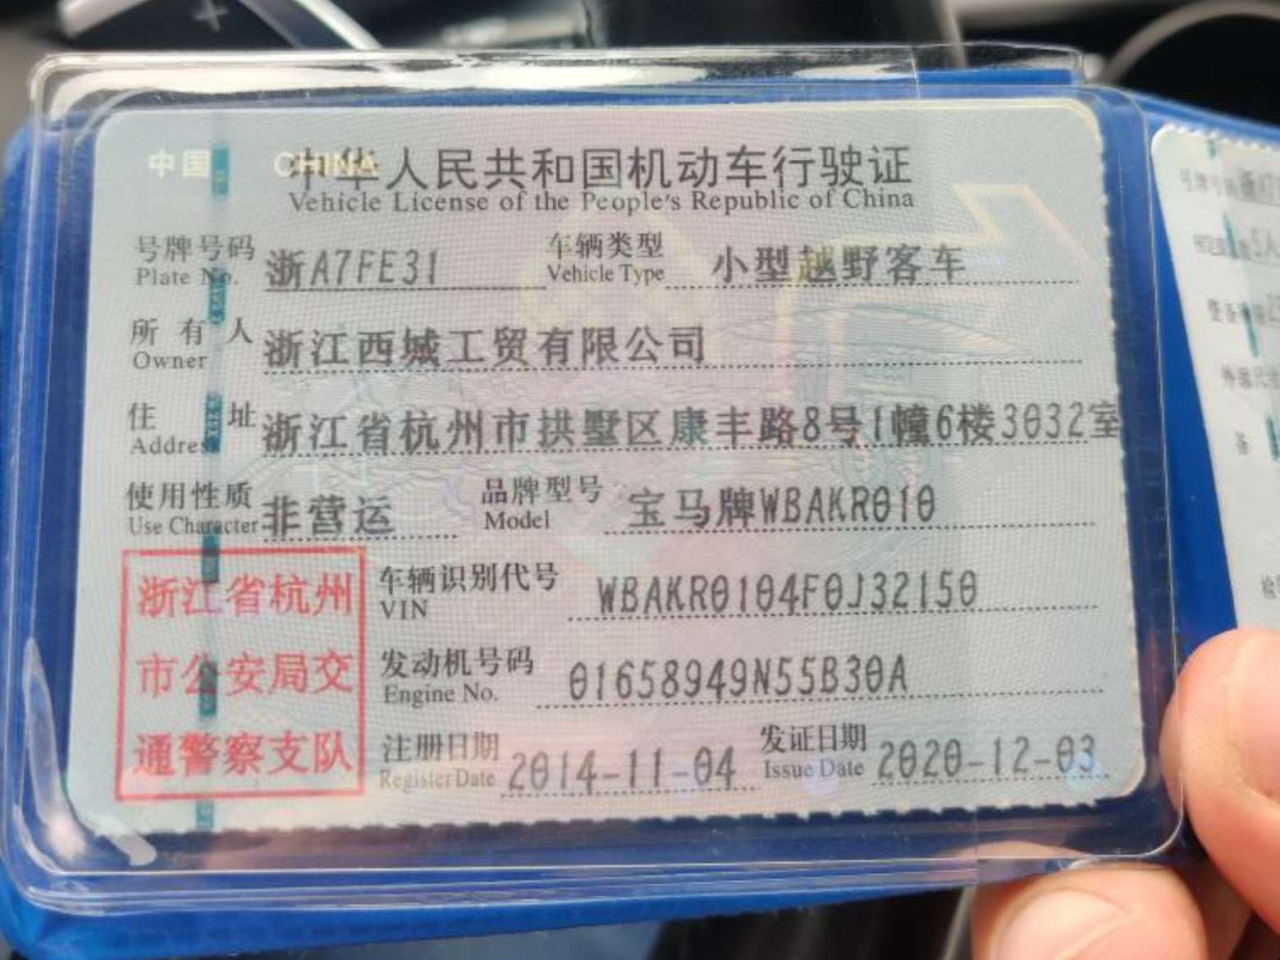 中国 CHINA
中华人民共和国机动车行驶证
Vehicle License of the People's Republic of China
号牌号码 浙A7FE31 车辆类型 小型越野客车
Plate No. Vehicle Type
所有人 浙江西城工贸有限公司
Owner
住址 浙江省杭州市拱墅区康丰路8号1幢6楼3032室
Address
使用性质 非营运 品牌型号 宝马牌WBAKR010
Use Character Model
浙江省杭州
市公安局交
通警察支队
车辆识别代号 WBAKR0104F0J32150
VIN
发动机号码 01658949N55B30A
Engine No.
注册日期 2014-11-04 发证日期 2020-12-03
Register Date Issue Date